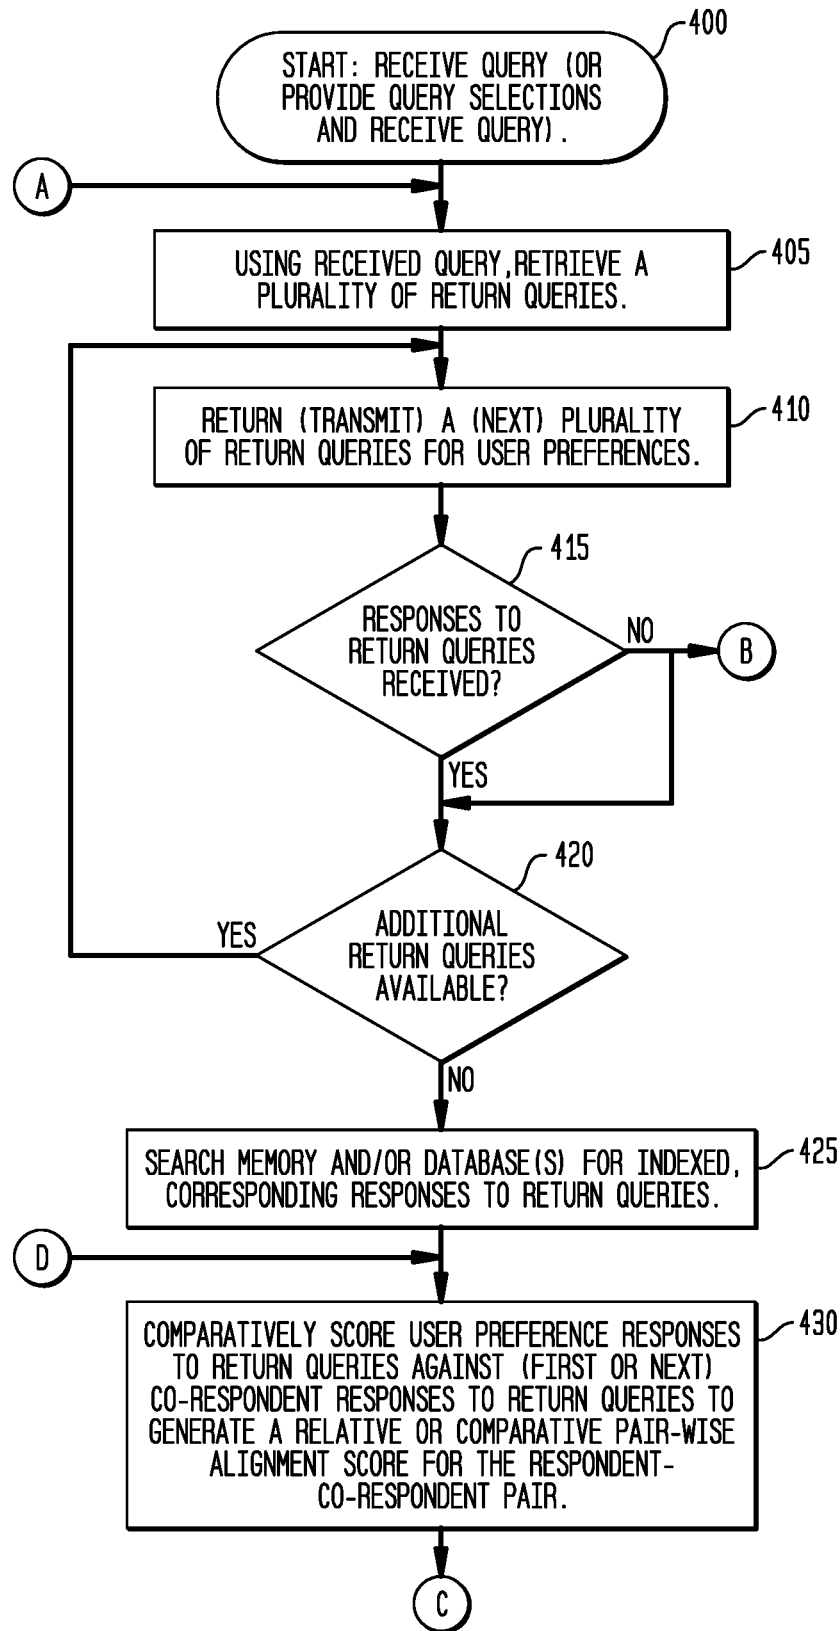 400
START: RECEIVE QUERY (OR
PROVIDE QUERY SELECTIONS
AND RECEIVE QUERY).
A
405
USING RECEIVED QUERY,RETRIEVE A
PLURALITY OF RETURN QUERIES.
410
RETURN (TRANSMIT) A (NEXT) PLURALITY
OF RETURN QUERIES FOR USER PREFERENCES.
415
RESPONSES TO
RETURN QUERIES
RECEIVED?
NO
B
YES
420
ADDITIONAL
RETURN QUERIES
AVAILABLE?
YES
NO
425
SEARCH MEMORY AND/OR DATABASE(S) FOR INDEXED,
CORRESPONDING RESPONSES TO RETURN QUERIES.
D
430
COMPARATIVELY SCORE USER PREFERENCE RESPONSES
TO RETURN QUERIES AGAINST (FIRST OR NEXT)
CO-RESPONDENT RESPONSES TO RETURN QUERIES TO
GENERATE A RELATIVE OR COMPARATIVE PAIR-WISE
ALIGNMENT SCORE FOR THE RESPONDENT-
CO-RESPONDENT PAIR.
C